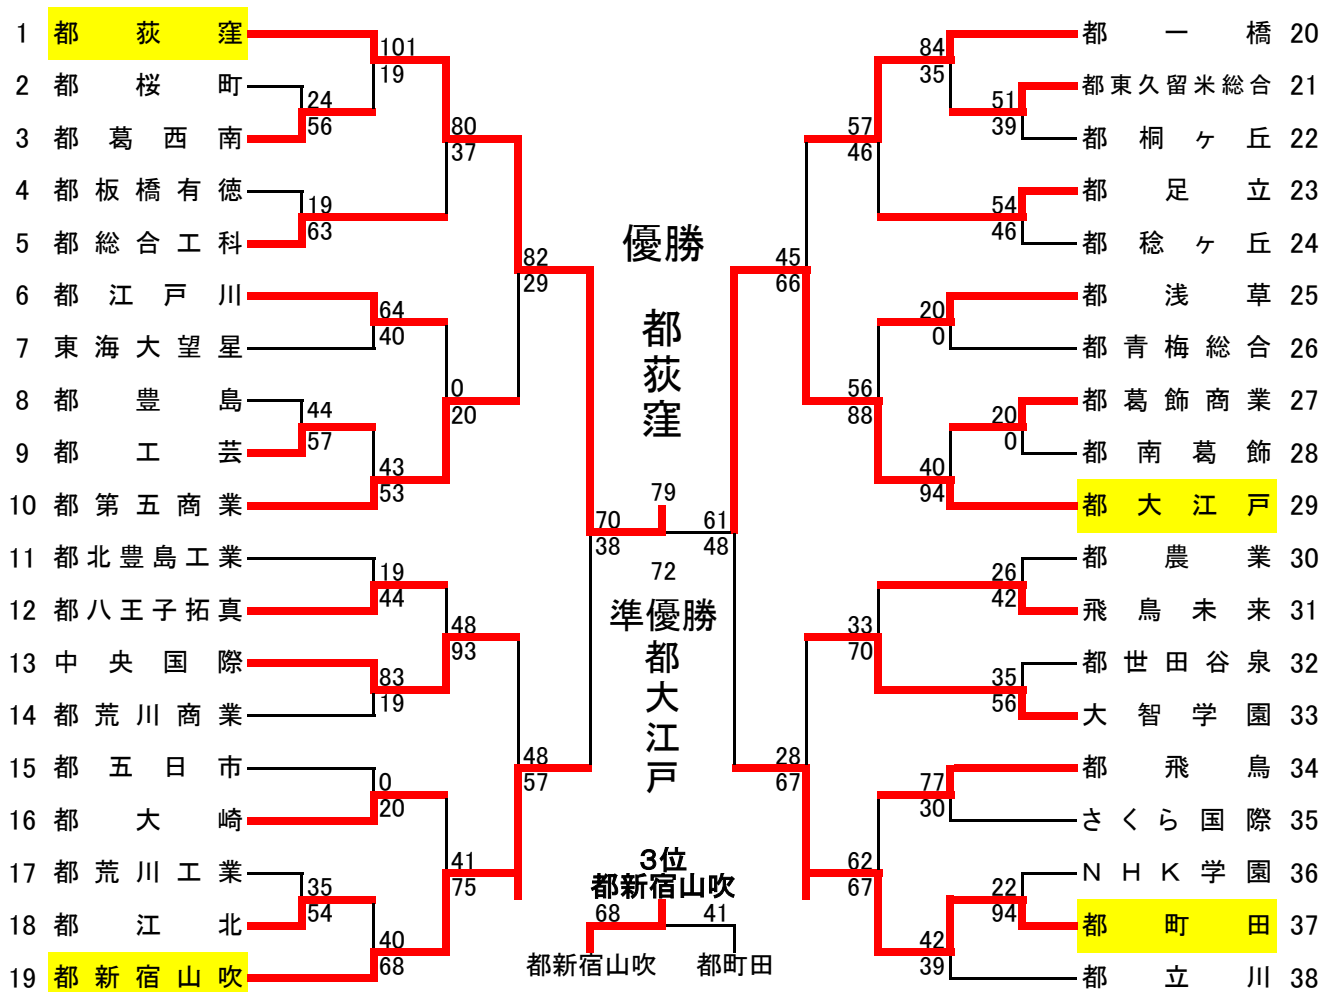 1 都荻窪
2 都桜町
3 都葛西南
4 都板橋有徳
5 都総合工科
6 都江戸川
7 東海大望星
8 都豊島
9 都工芸
10 都第五商業
11 都北豊島工業
12 都八王子拓真
13 中央国際
14 都荒川商業
15 都五日市
16 都大崎
17 都荒川工業
18 都江北
19 都新宿山吹
101
19
24
56
19
63
64
40
44
57
43
53
19
44
83
19
0
20
35
54
40
68
80
37
0
20
48
93
41
75
82
29
48
57
70
38
優勝
都荻窪
79
72
準優勝
都大江戸
3位
都新宿山吹
68
41
都新宿山吹
都町田
61
48
45
66
28
67
57
46
56
88
33
70
62
67
84
35
51
39
54
46
20
0
20
0
40
94
26
42
35
56
77
30
22
94
42
39
都一橋 20
都東久留米総合 21
都桐ヶ丘 22
都足立 23
都稔ヶ丘 24
都浅草 25
都青梅総合 26
都葛飾商業 27
都南葛飾 28
都大江戸 29
都農業 30
飛鳥未来 31
都世田谷泉 32
大智学園 33
都飛鳥 34
さくら国際 35
NHK学園 36
都町田 37
都立川 38